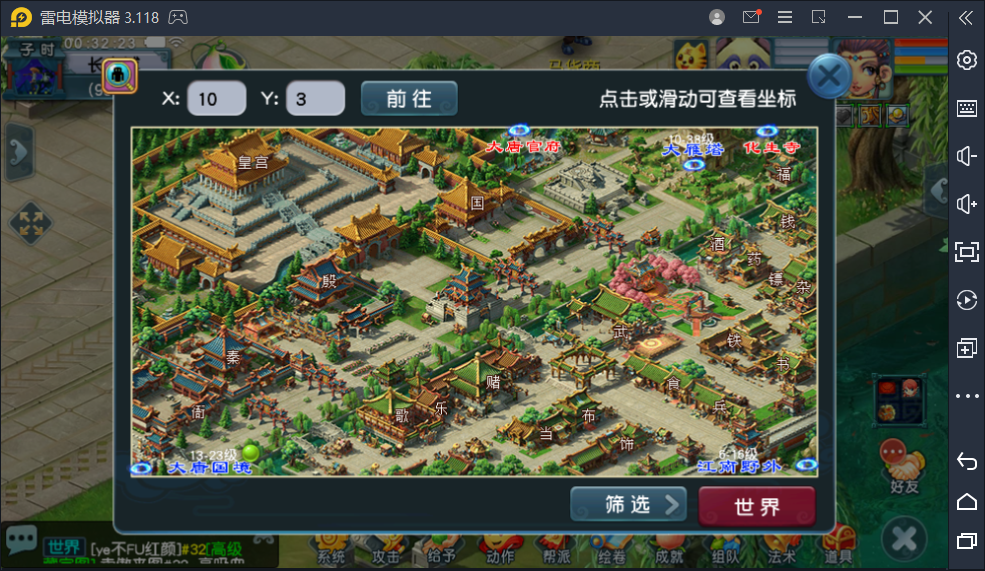 雷电模拟器 3.118
子时
00:32:23
X: 10 Y: 3 前往 点击或滑动可查看坐标
大唐官府
10-38级
大雁塔
化生寺
皇宫
福
国
钱
酒
药
殷
镖
杂
武
铁
秦
书
赌
食
衙
歌
乐
兵
布
当
饰
13-23级
大唐国境
6-16级
江南野外
筛选
世界
好友
世界 [ye不FU红颜]#32[高级
系统 攻击 给予 动作 帮派 绘卷 成就 组队 法术 道具